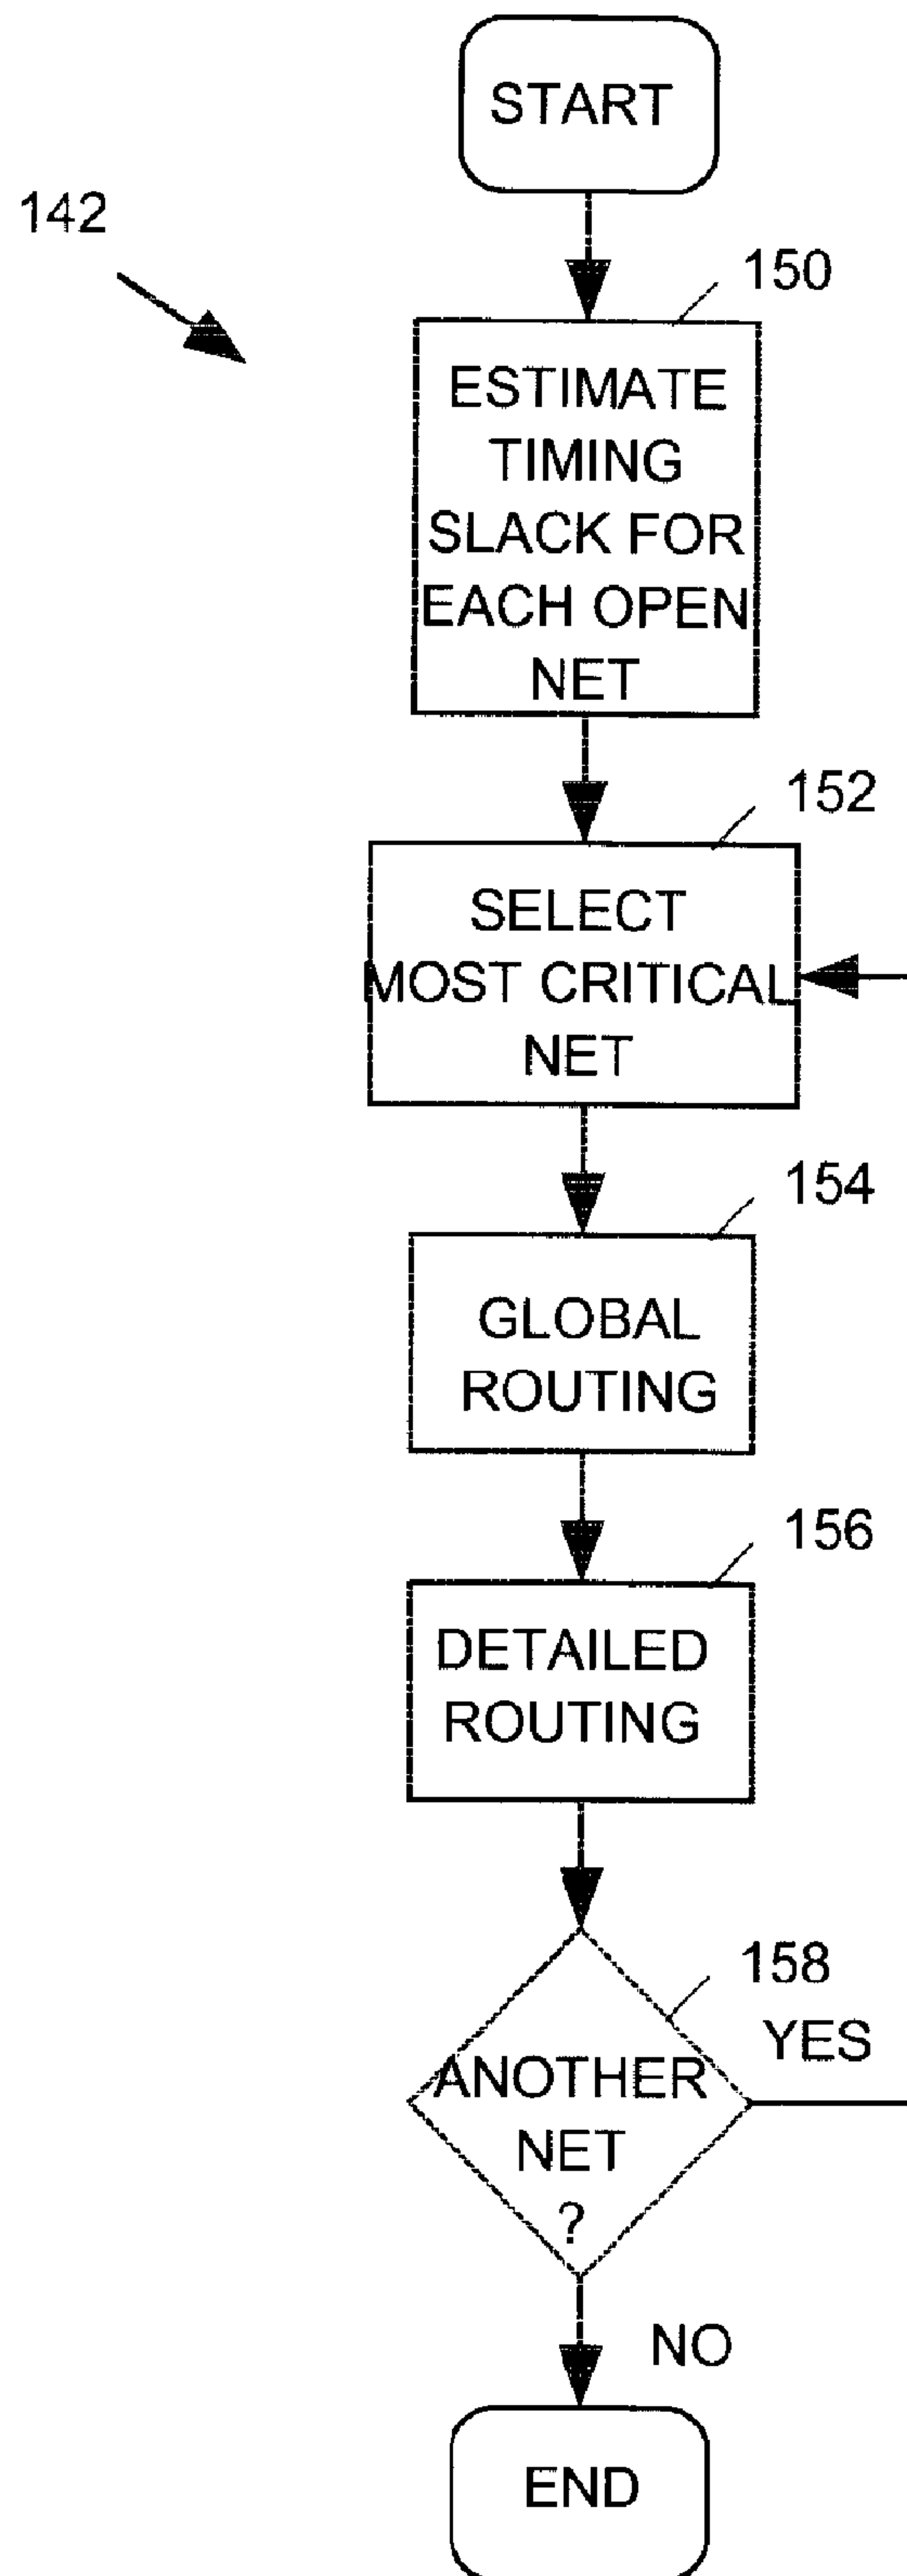 START
142
150
ESTIMATE
TIMING
SLACK FOR
EACH OPEN
NET
152
SELECT
MOST CRITICAL
NET
154
GLOBAL
ROUTING
156
DETAILED
ROUTING
158
YES
ANOTHER
NET
?
NO
END